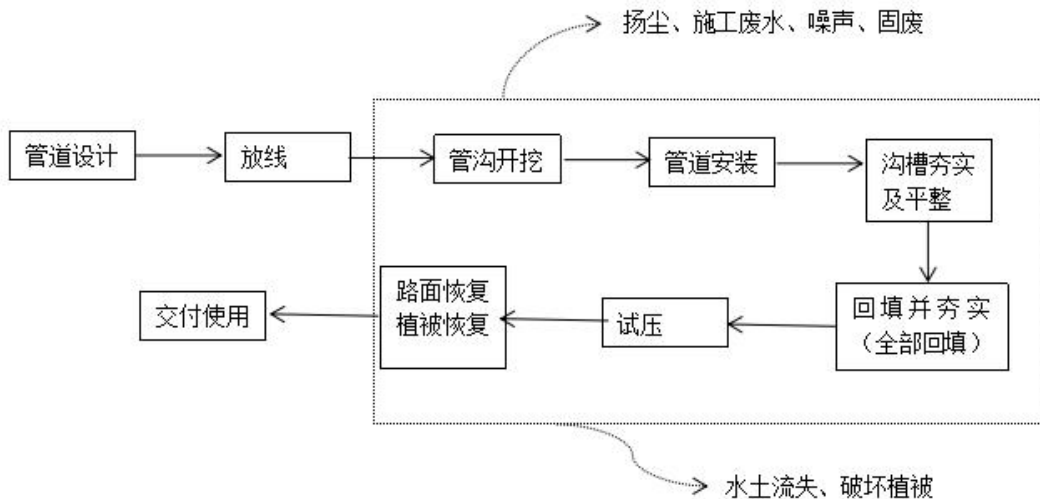 扬尘、施工废水、噪声、固废
管道设计
放线
管沟开挖
管道安装
沟槽夯实
及平整
回填并夯实
（全部回填）
试压
路面恢复
植被恢复
交付使用
水土流失、破坏植被